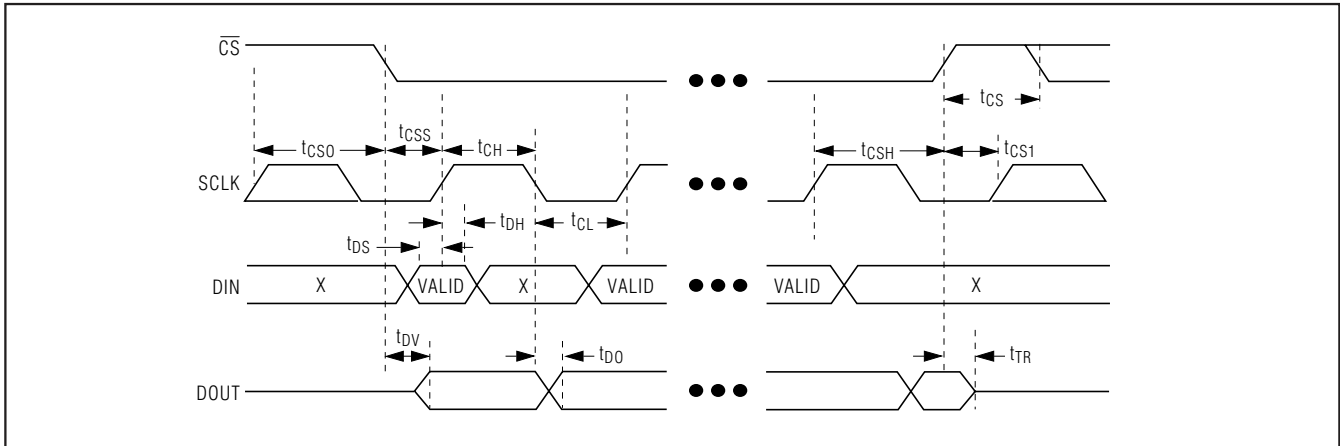 CS
tCS
tCSO tCSS tCH tCSH tCS1
SCLK
tDH tCL
tDS
DIN X VALID X VALID VALID X
tDV tDO tTR
DOUT